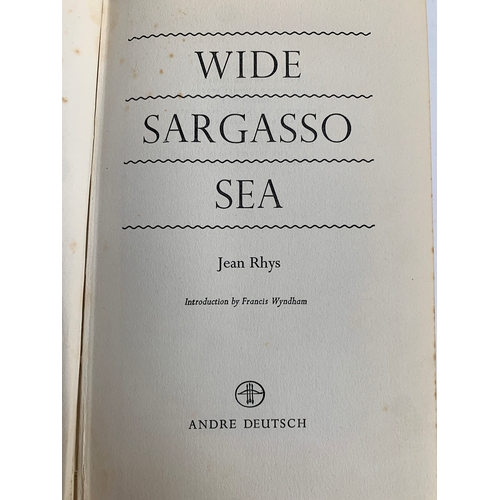 WIDE
SARGASSO
SEA
Jean Rhys
Introduction by Francis Wyndham
ANDRE DEUTSCH